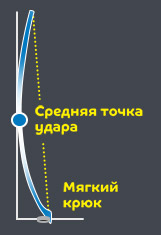 Средняя точка
удара
Мягкий
крюк